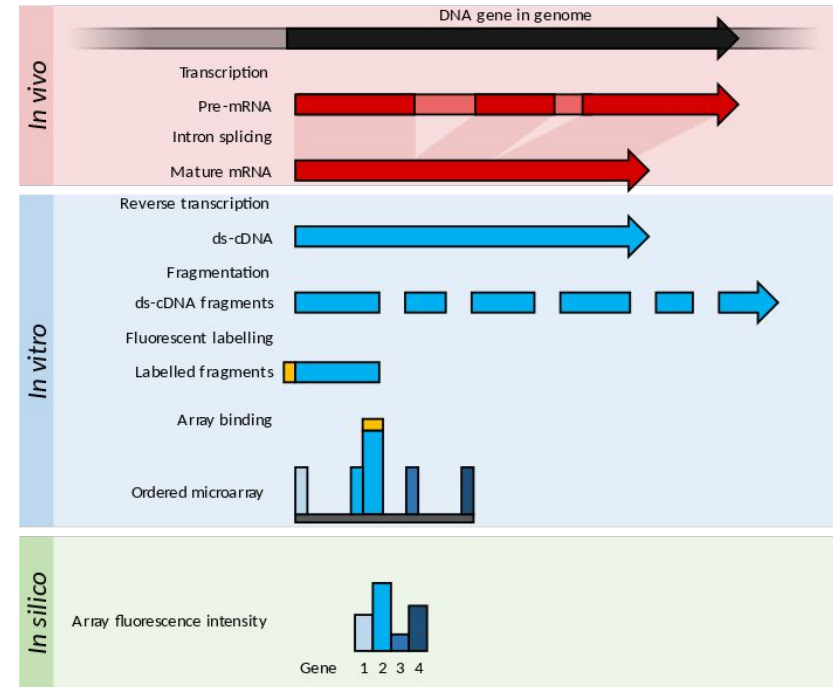 In vivo
DNA gene in genome
Transcription
Pre-mRNA
Intron splicing
Mature mRNA
In vitro
Reverse transcription
ds-cDNA
Fragmentation
ds-cDNA fragments
Fluorescent labelling
Labelled fragments
Array binding
Ordered microarray
In silico
Array fluorescence intensity
Gene 1 2 3 4